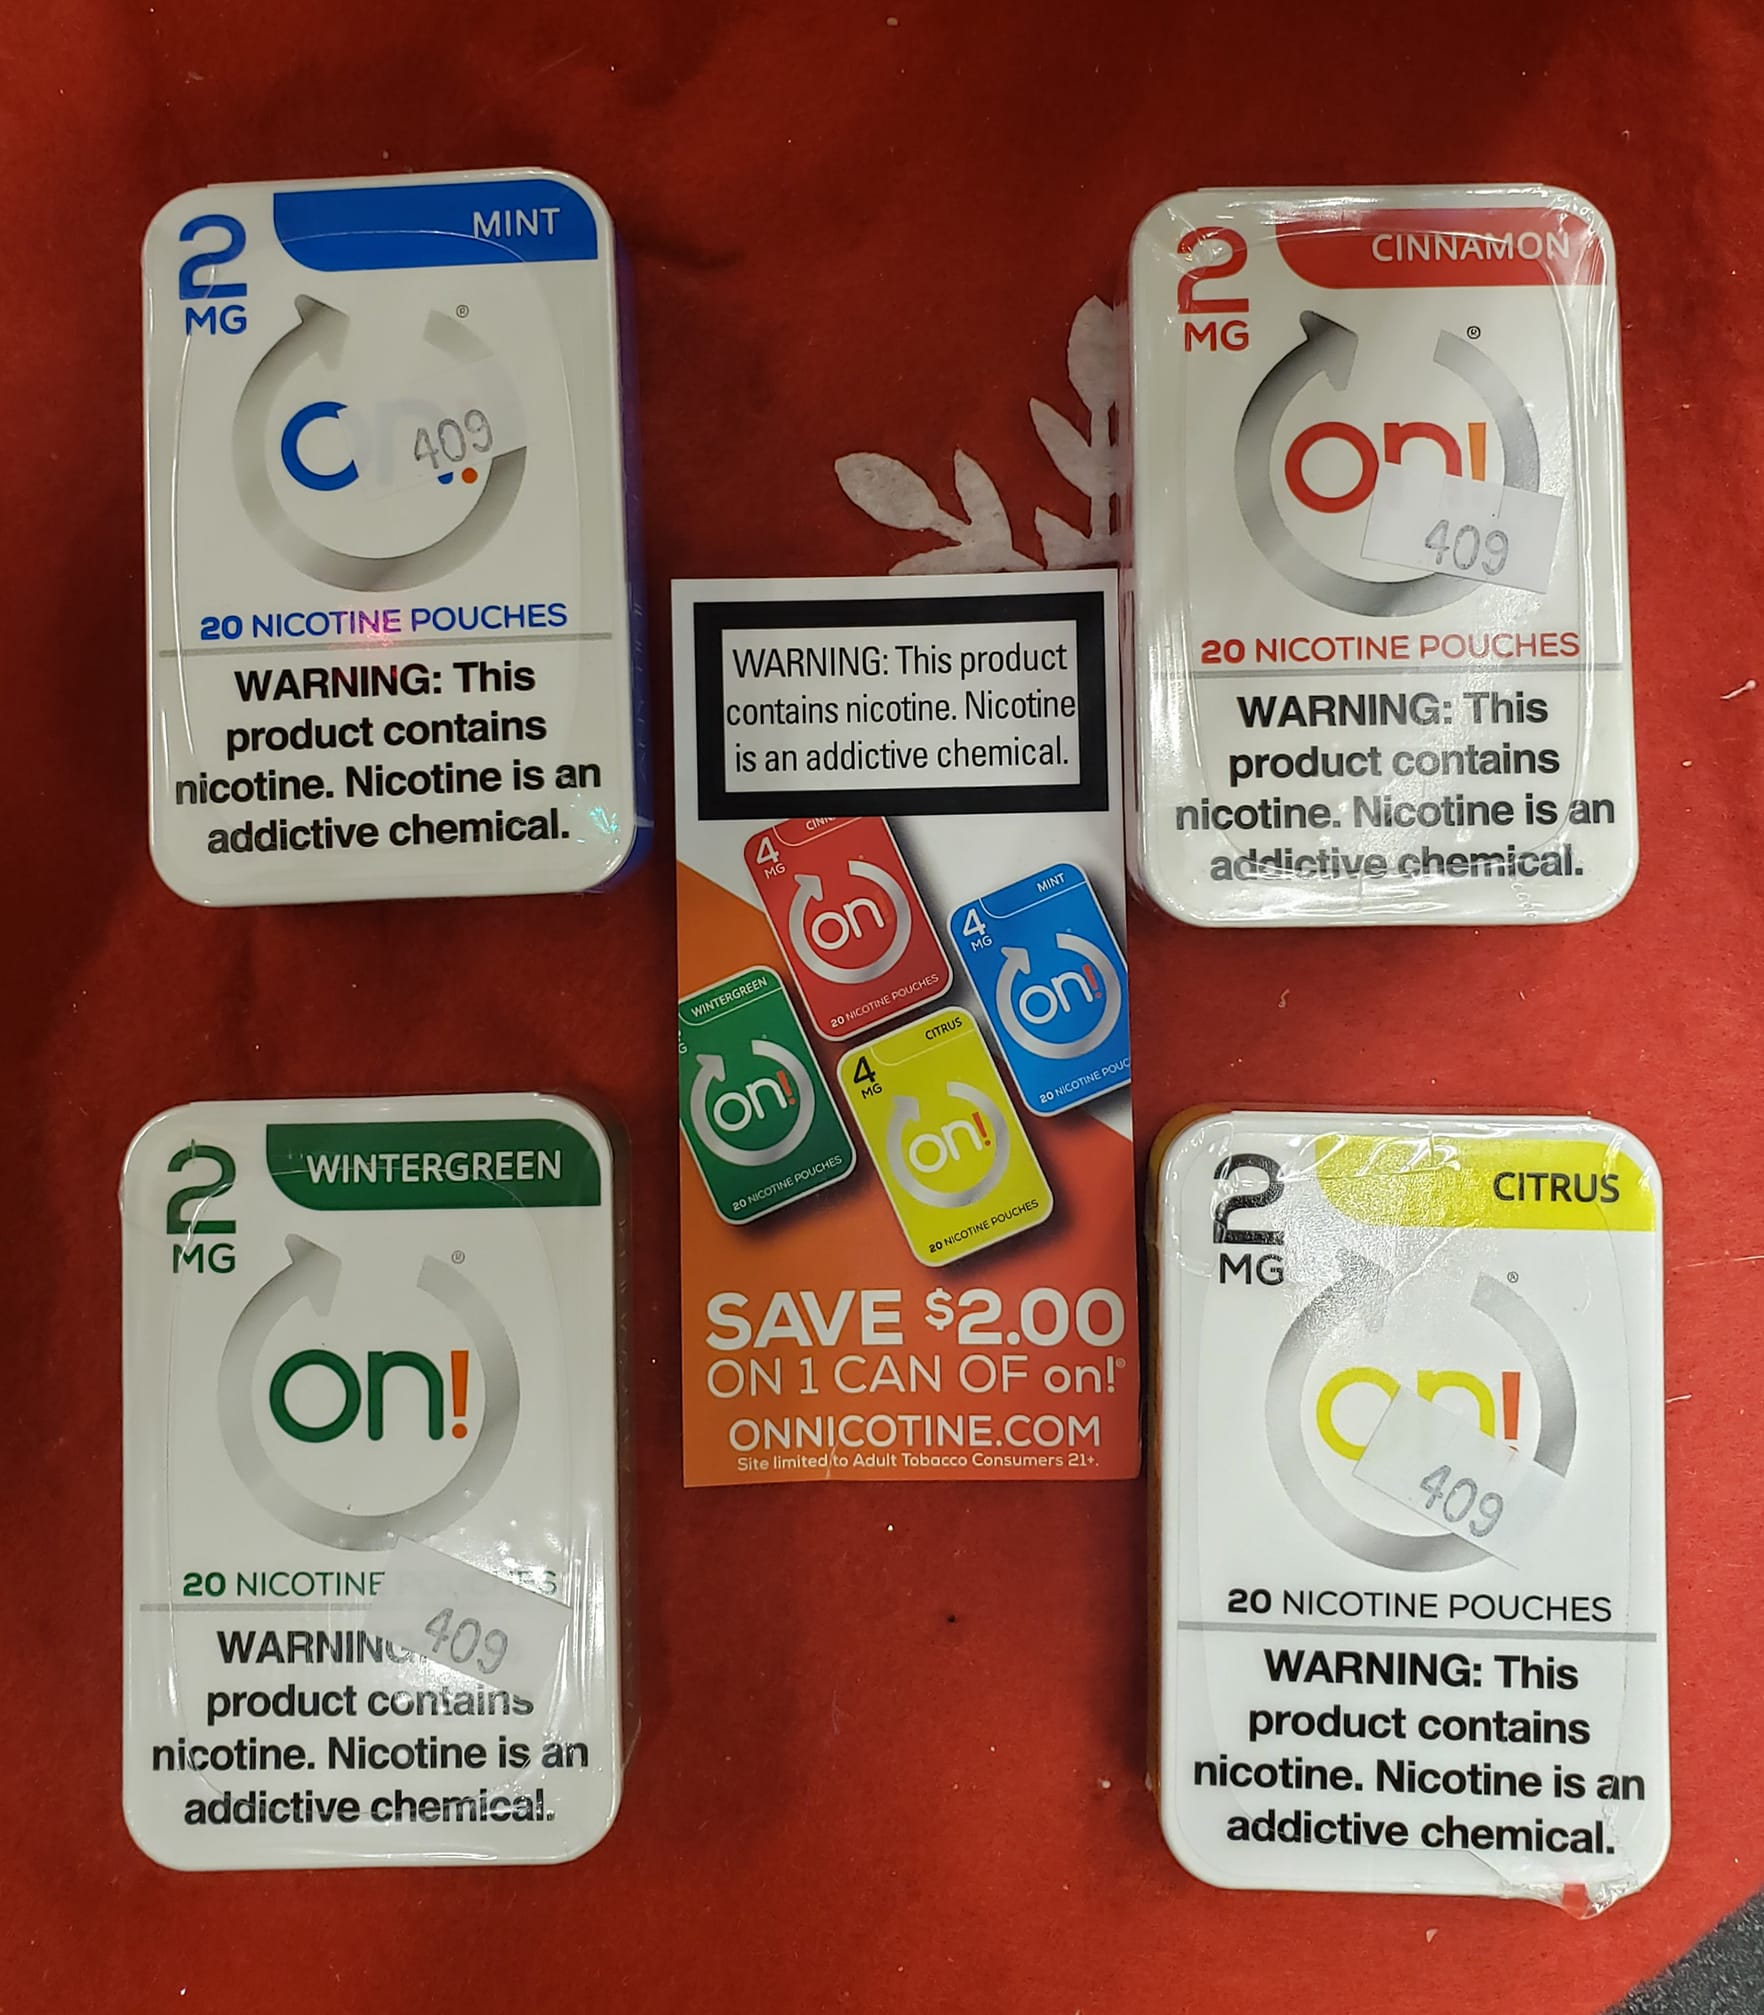 2
MG
MINT
®
409
20 NICOTINE POUCHES
WARNING: This
product contains
nicotine. Nicotine is an
addictive chemical.
2
MG
CINNAMON
®
on!
409
20 NICOTINE POUCHES
WARNING: This
product contains
nicotine. Nicotine is an
addictive chemical.
WARNING: This product
contains nicotine. Nicotine
is an addictive chemical.
4
MG
on!
20 NICOTINE POUCHES
4
MG
MINT
on!
20 NICOTINE POUC
WINTERGREEN
on!
20 NICOTINE POUCHES
4
MG
CITRUS
on!
20 NICOTINE POUCHES
SAVE $2.00
ON 1 CAN OF on!®
ONNICOTINE.COM
Site limited to Adult Tobacco Consumers 21+.
2
MG
WINTERGREEN
®
on!
20 NICOTINE
409
WARNING
product contains
nicotine. Nicotine is an
addictive chemical.
2
MG
CITRUS
®
on!
409
20 NICOTINE POUCHES
WARNING: This
product contains
nicotine. Nicotine is an
addictive chemical.